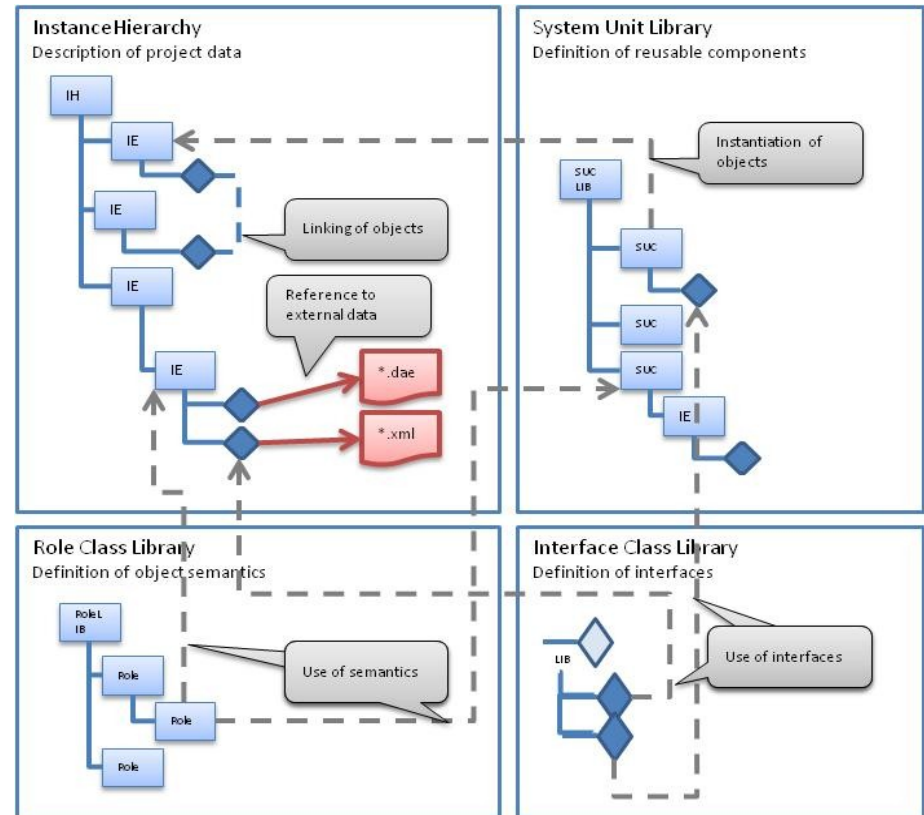 InstanceHierarchy
Description of project data
IH
IE
IE
IE
IE
Linking of objects
Reference to
external data
*.dae
*.xml
System Unit Library
Definition of reusable components
Instantiation of
objects
SUC
LIB
SUC
SUC
SUC
IE
Role Class Library
Definition of object semantics
RoleL
IB
Role
Role
Role
Use of semantics
Interface Class Library
Definition of interfaces
LIB
Use of interfaces